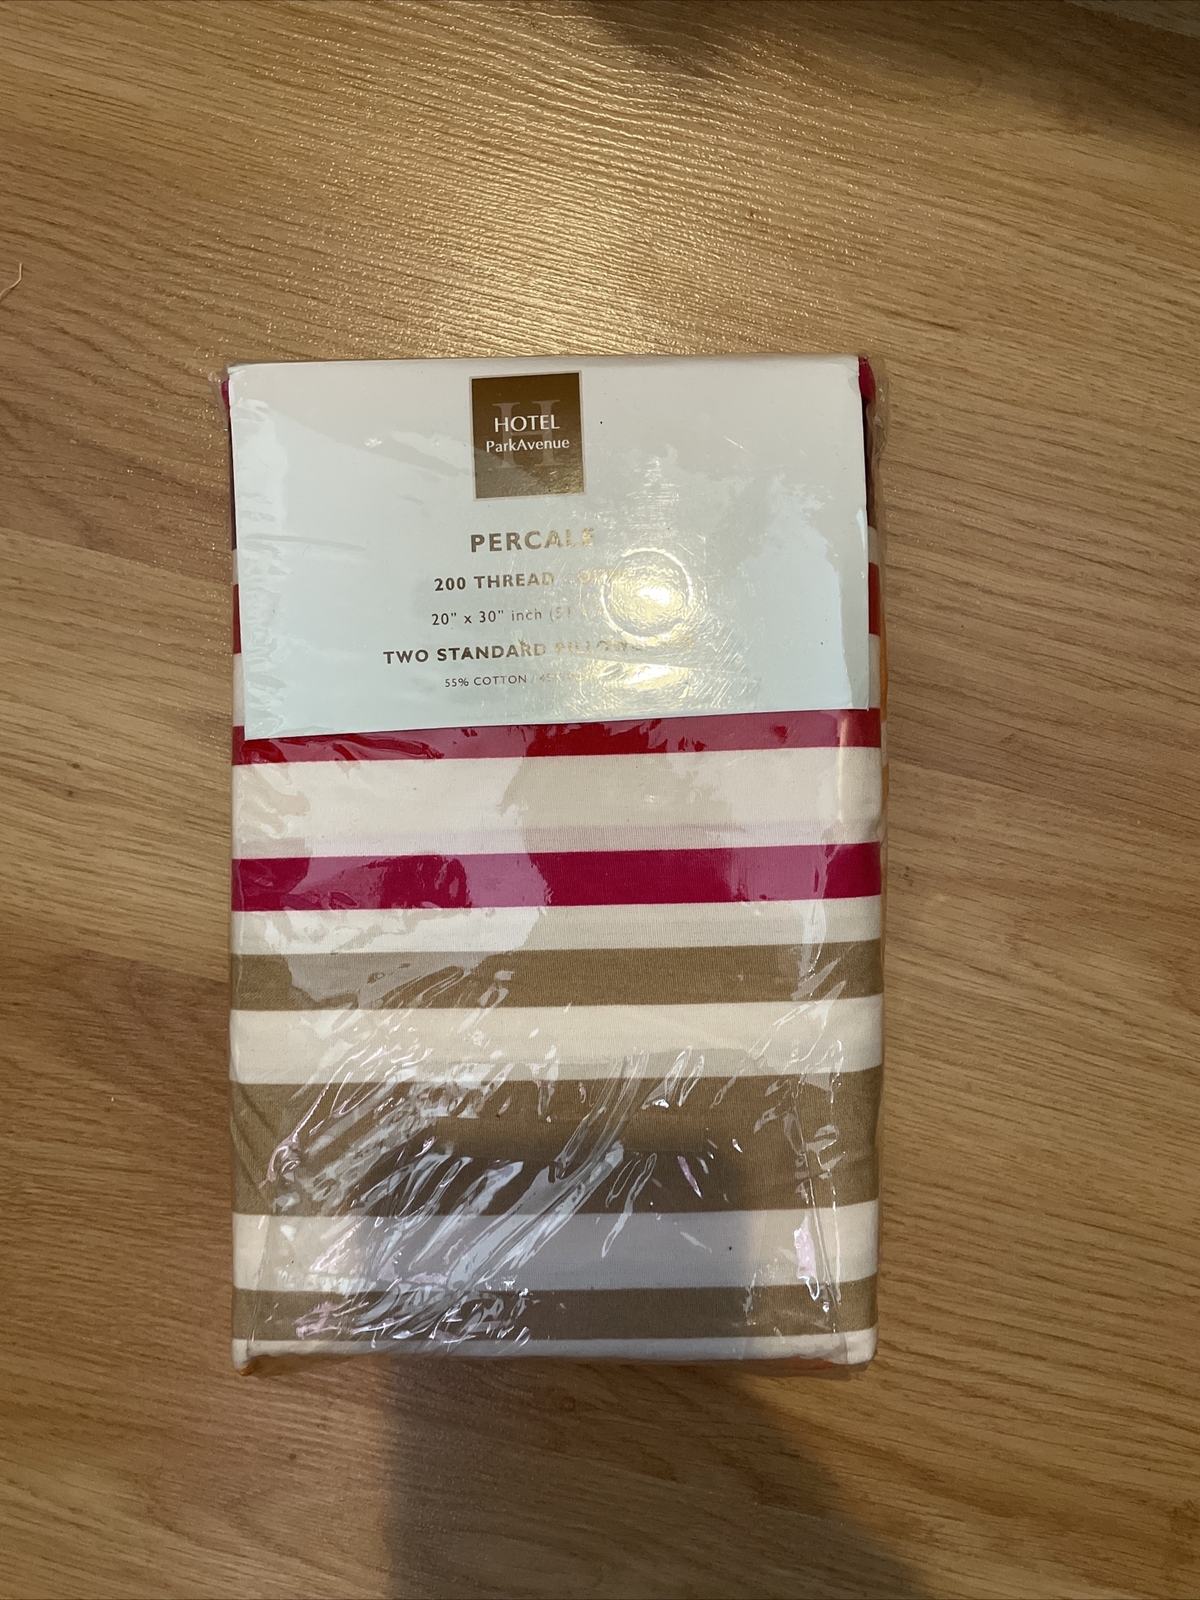 HOTEL
ParkAvenue
PERCALE
200 THREAD
20" x 30" inch
TWO STANDARD
55% COTTON